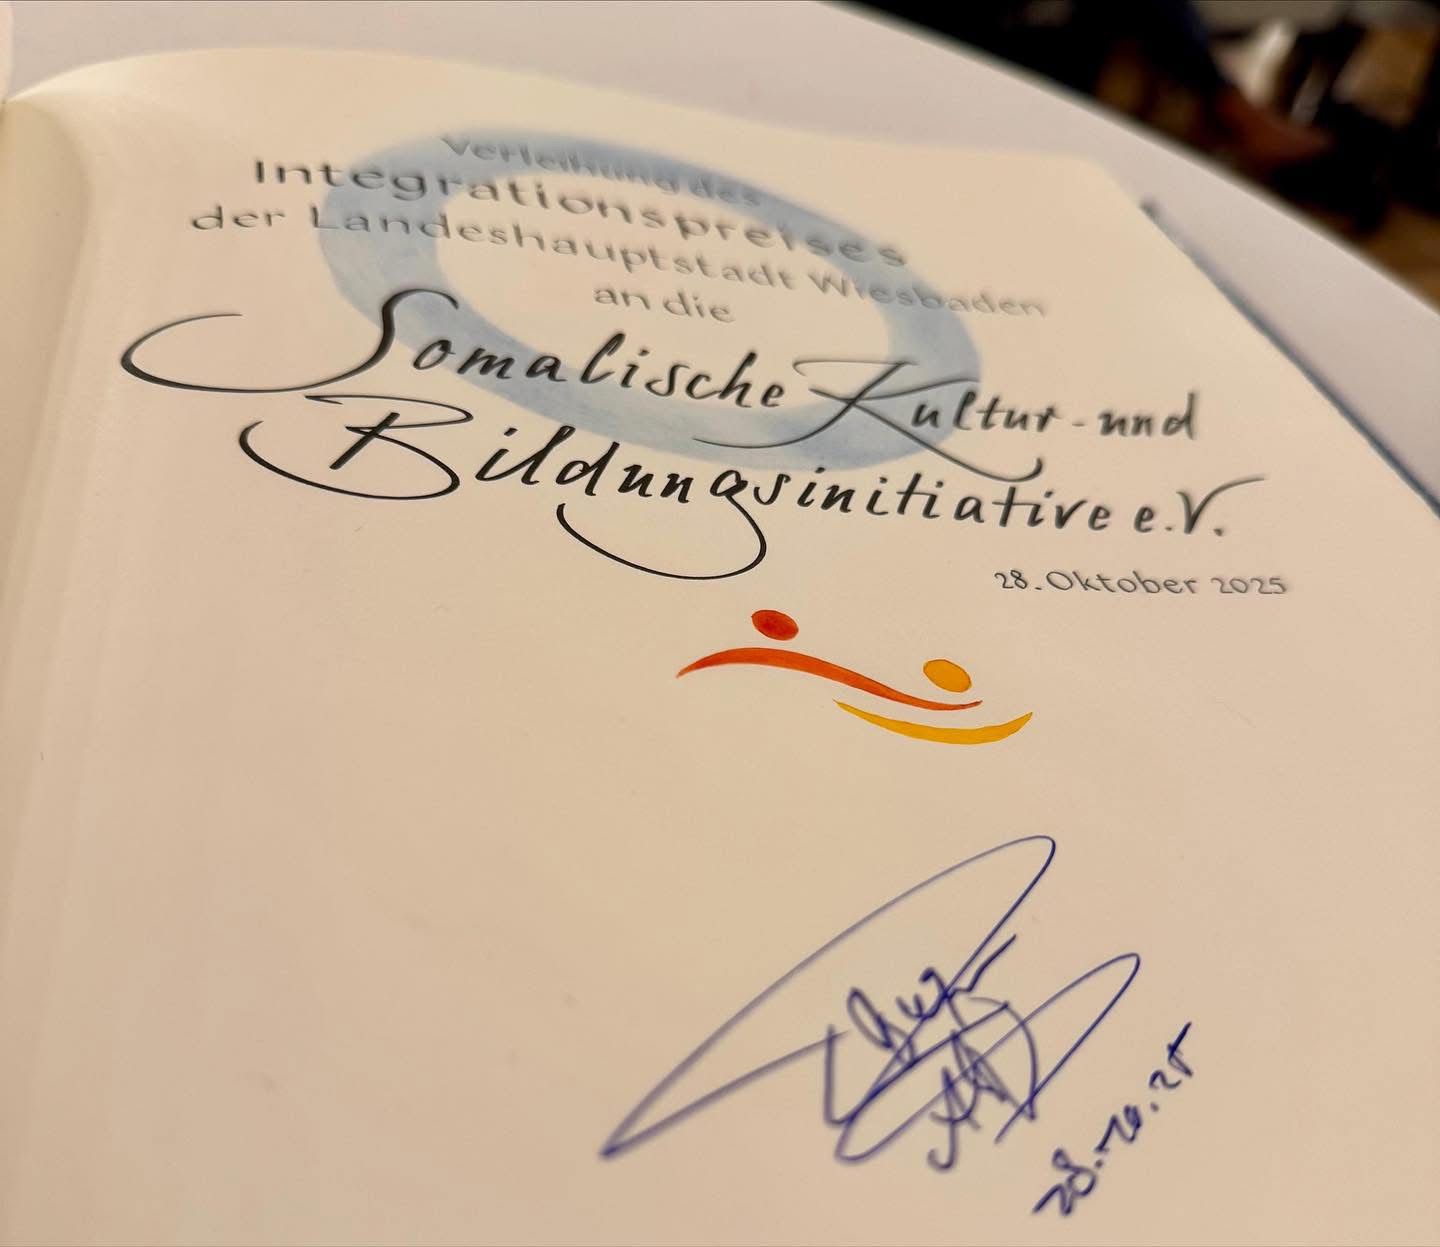 Verleihung des
Integrationspreises
der Landeshauptstadt Wiesbaden
an die
Somalische Kultur- und
Bildungsinitiative e.V.
28. Oktober 2025
28.10.25